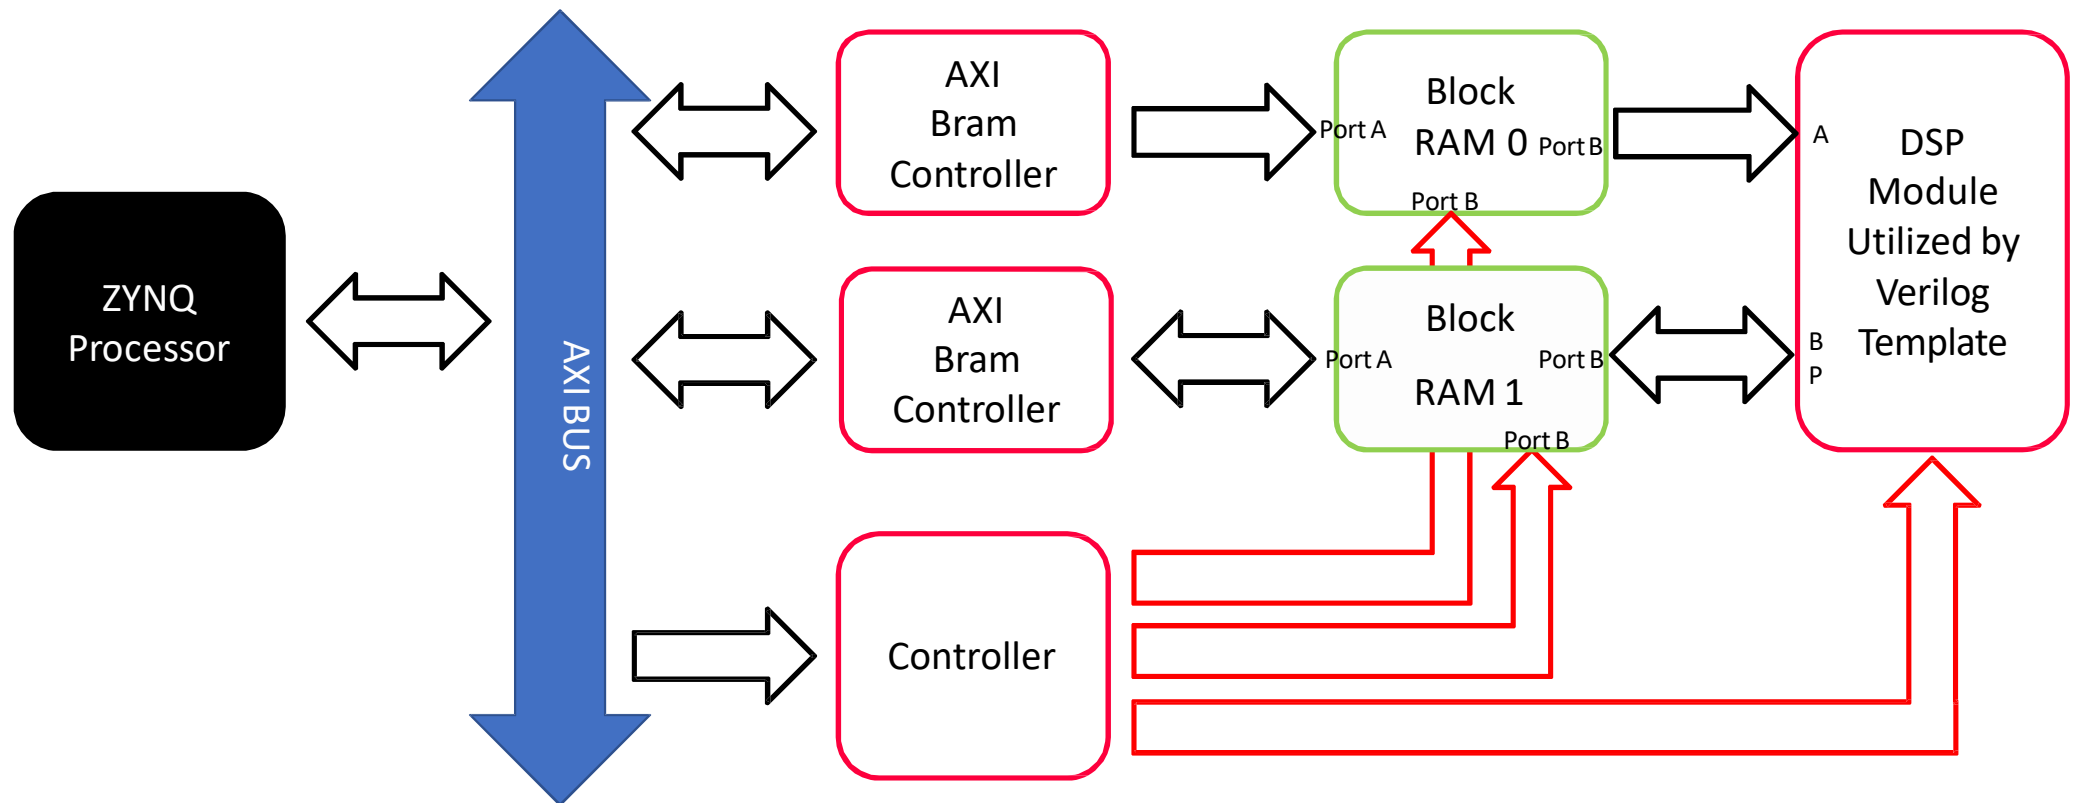 ZYNQ
Processor
AXI BUS
AXI
Bram
Controller
Port A
Block
RAM 0
Port B
Port B
A
DSP
Module
Utilized by
Verilog
Template
AXI
Bram
Controller
Port A
Block
RAM 1
Port B
Port B
B
P
Controller